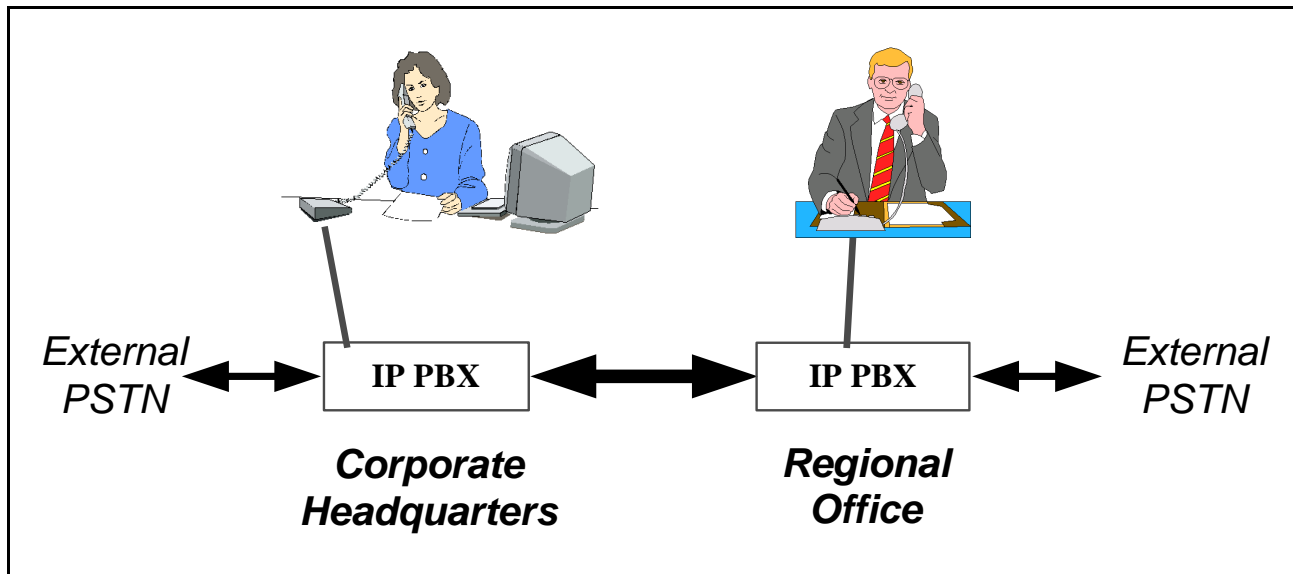 External
PSTN
IP PBX
IP PBX
External
PSTN
Corporate
Headquarters
Regional
Office